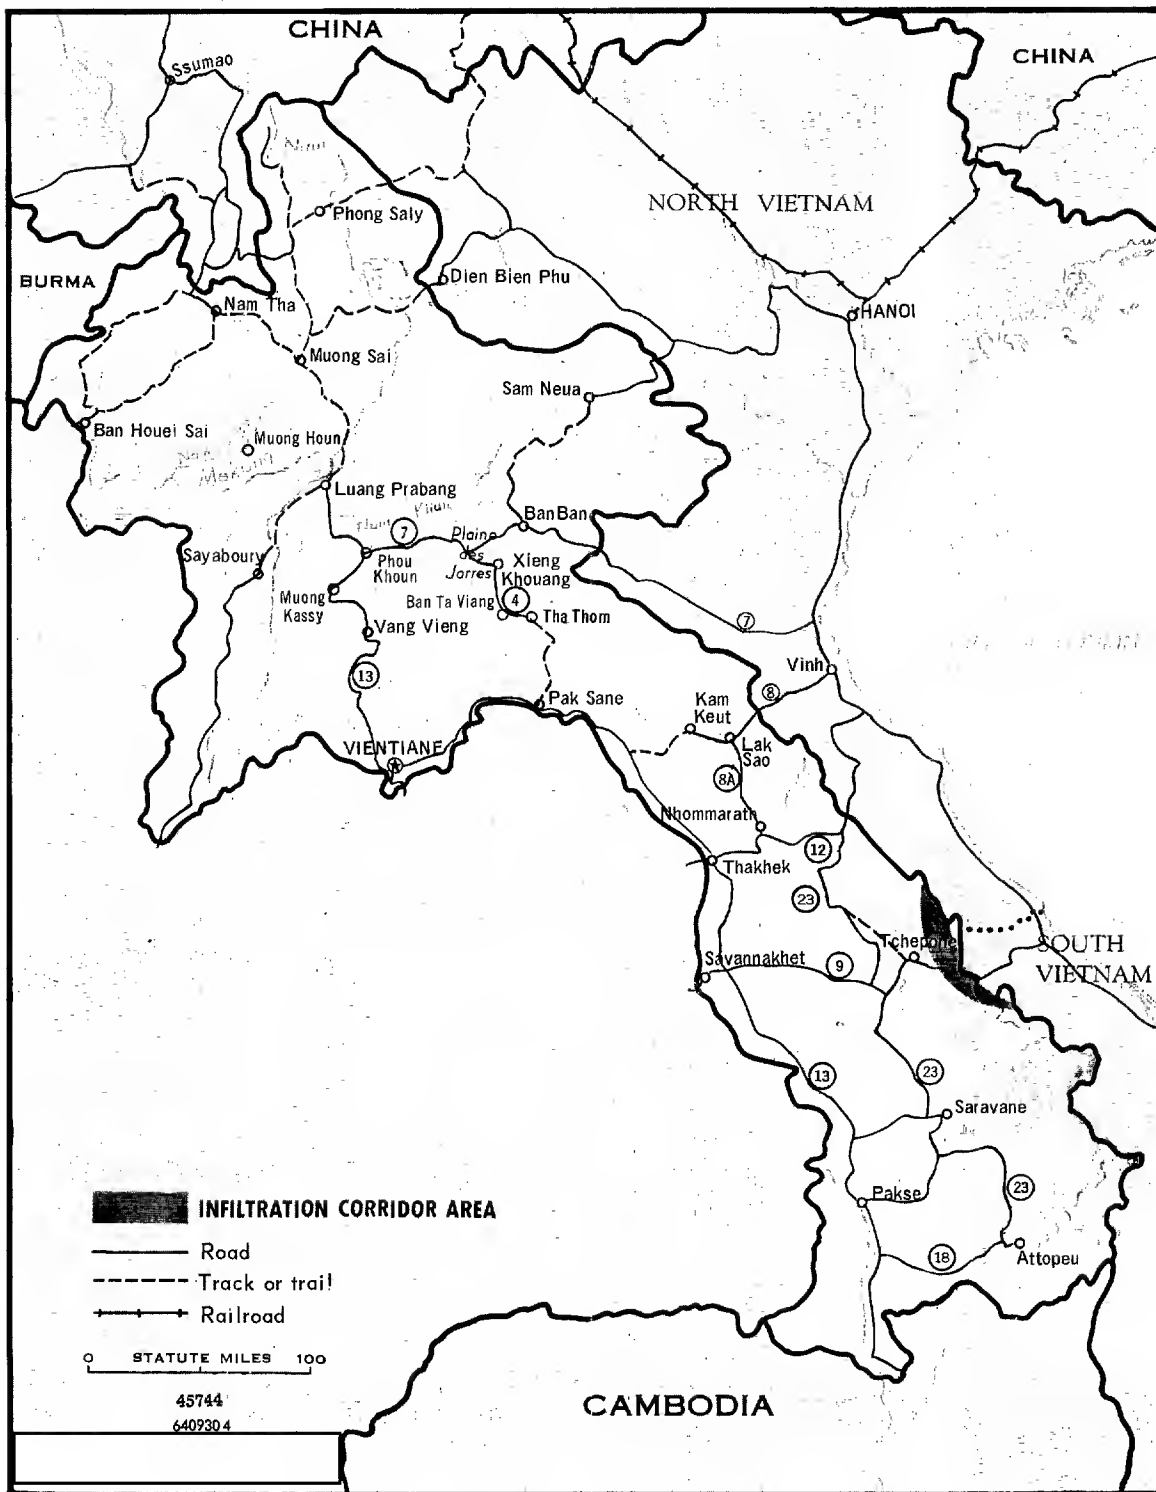 CHINA
CHINA
Ssumao
NORTH VIETNAM
Phong Saly
BURMA
Dien Bien Phu
Nam Tha
HANOI
Muong Sai
Sam Neua
Ban Houei Sai
Muong Houn
Luang Prabang
Ban Ban
7
Plaine
des
Jarres
Phou
Khoun
Xieng
Khouang
Sayaboury
Muong
Kassy
Ban Ta Viang
4
Tha Thom
7
Vang Vieng
Vinh
13
8
Kam
Keut
Pak Sane
Lak
Sao
VIENTIANE
8A
Nhommarath
12
Thakhek
23
Tchepone
SOUTH
VIETNAM
Savannakhet
9
13
23
Saravane
Pakse
23
18
Attopeu
INFILTRATION CORRIDOR AREA
Road
Track or trail
Railroad
0 STATUTE MILES 100
45744
6409304
CAMBODIA